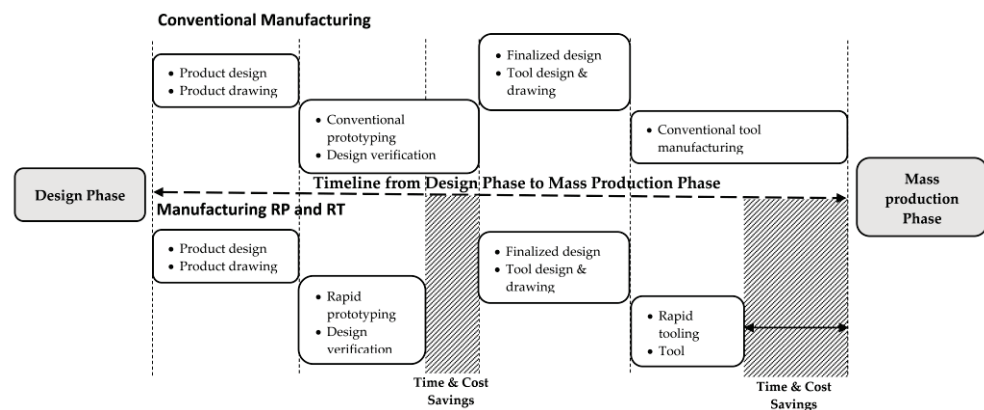 Conventional Manufacturing
• Product design
• Product drawing
• Conventional
prototyping
• Design verification
• Finalized design
• Tool design &
drawing
• Conventional tool
manufacturing
Design Phase
Timeline from Design Phase to Mass Production Phase
Mass
production
Phase
Manufacturing RP and RT
• Product design
• Product drawing
• Rapid
prototyping
• Design
verification
• Finalized design
• Tool design &
drawing
• Rapid
tooling
• Tool
Time & Cost
Savings
Time & Cost
Savings